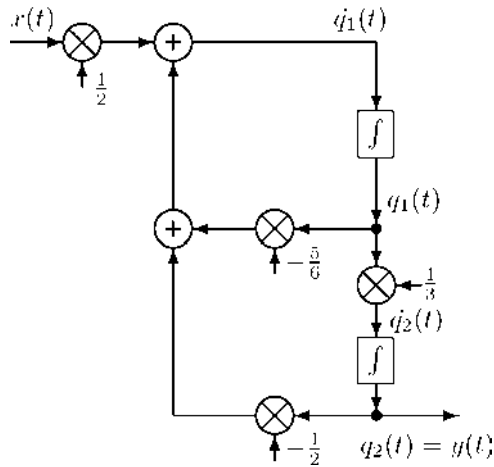 x(t)
q̇₁(t)
+
1/2
∫
q₁(t)
+
−5/6
1/3
q̇₂(t)
∫
−1/2
q₂(t) = y(t)